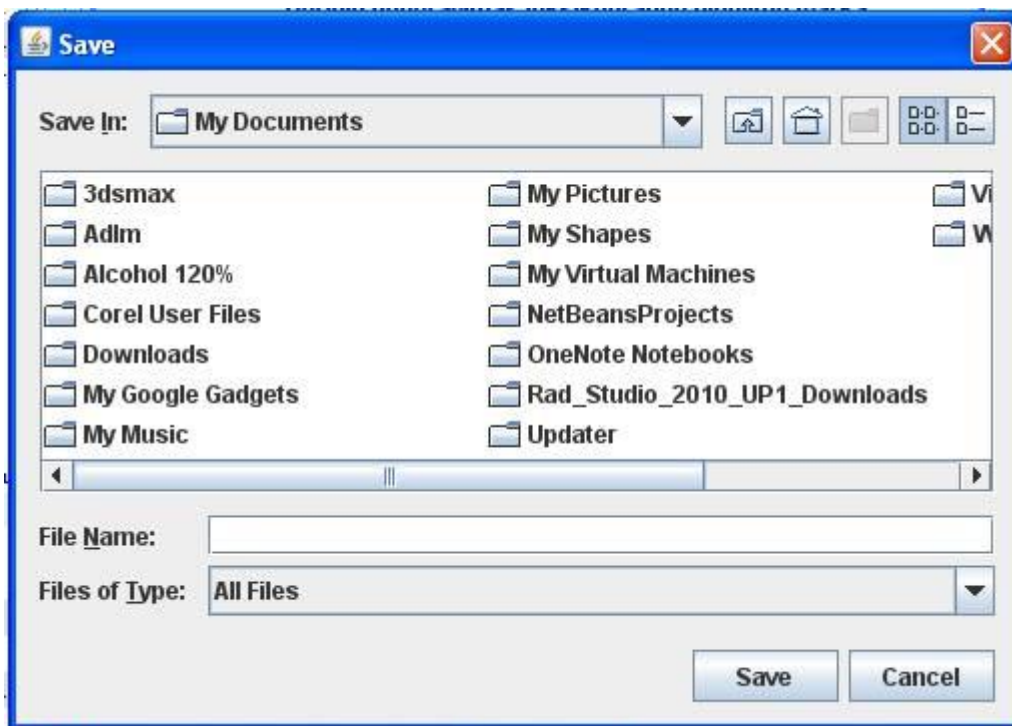 Save
Save In: My Documents
3dsmax My Pictures Vi
Adlm My Shapes W
Alcohol 120% My Virtual Machines
Corel User Files NetBeansProjects
Downloads OneNote Notebooks
My Google Gadgets Rad_Studio_2010_UP1_Downloads
My Music Updater
File Name:
Files of Type: All Files
Save Cancel